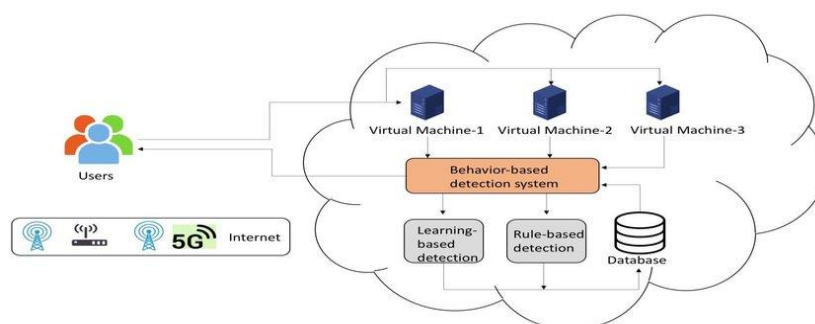 Virtual Machine-1
Virtual Machine-2
Virtual Machine-3
Users
Behavior-based
detection system
5G
Internet
Learning-
based
detection
Rule-based
detection
Database